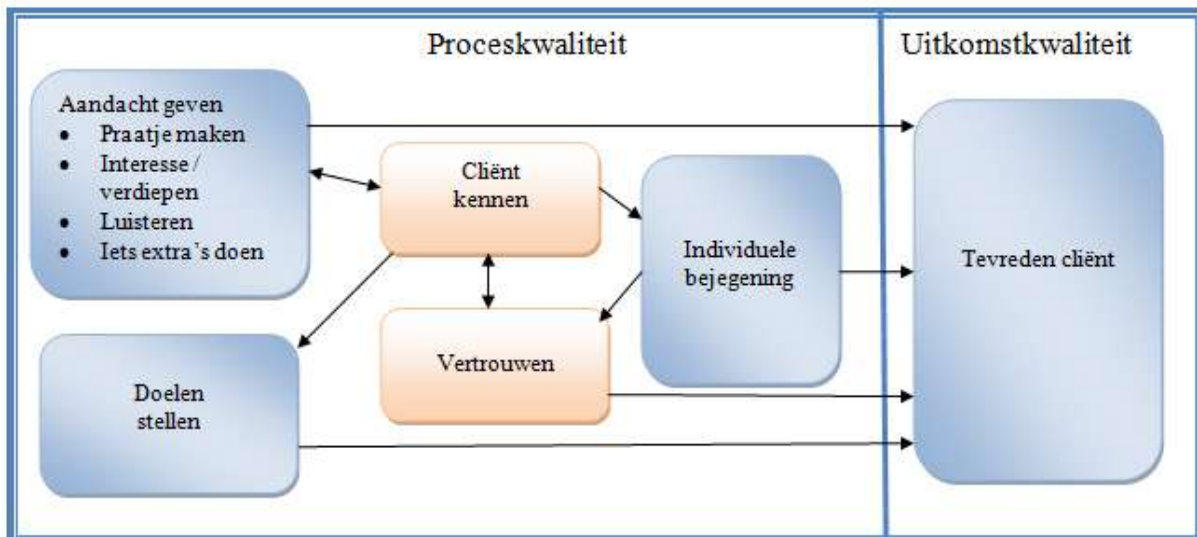 Proceskwaliteit
Uitkomstkwaliteit
Aandacht geven
• Praatje maken
• Interesse /
verdiepen
• Luisteren
• Iets extra's doen
Cliënt
kennen
Individuele
bejegening
Tevreden cliënt
Vertrouwen
Doelen
stellen